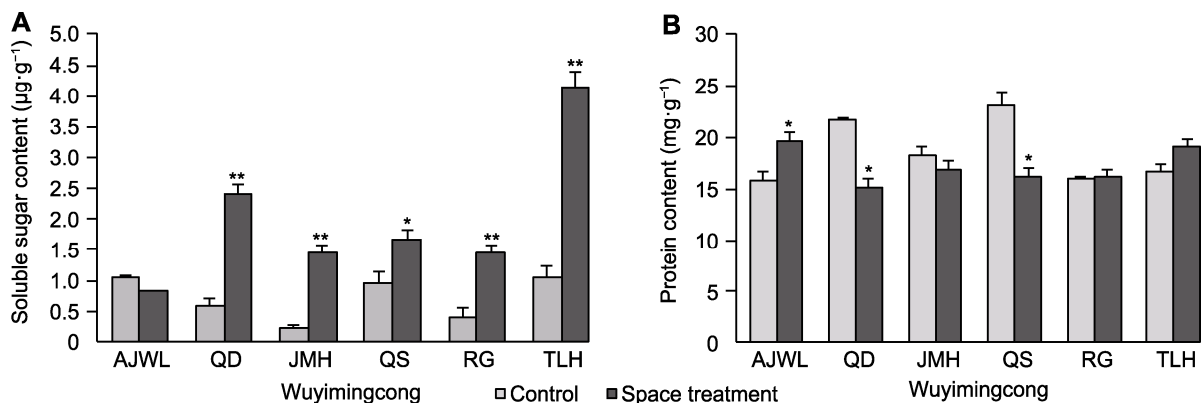 A
Soluble sugar content (μg·g⁻¹)
5.0
4.5
4.0
3.5
3.0
2.5
2.0
1.5
1.0
0.5
0
** ** * ** **
AJWL QD JMH QS RG TLH
Wuyimingcong
B
Protein content (mg·g⁻¹)
30
25
20
15
10
5
0
* * *
AJWL QD JMH QS RG TLH
Wuyimingcong
Control Space treatment